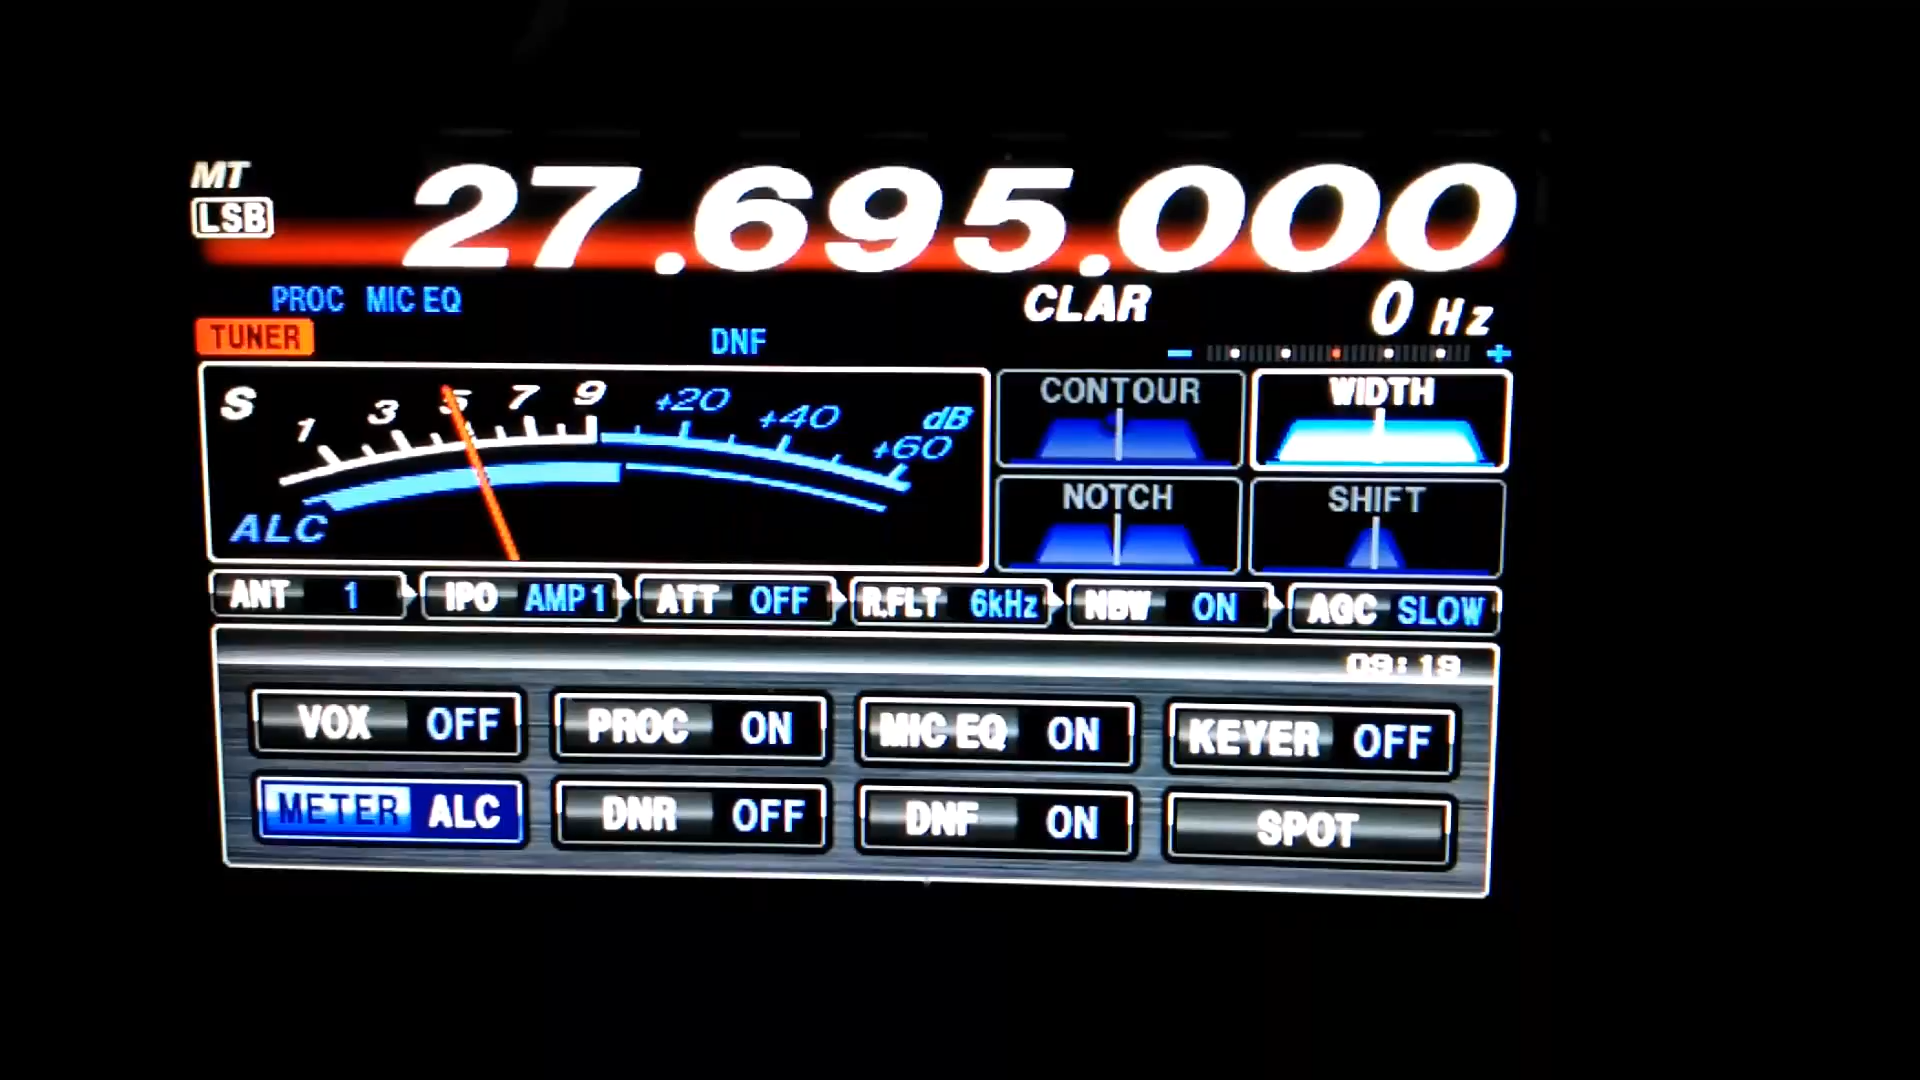 MT
LSB
27.695.000
PROC MIC EQ
CLAR 0 Hz
TUNER
DNF
- +
S 1 3 5 7 9 +20 +40 +60 dB
ALC
CONTOUR WIDTH
NOTCH SHIFT
ANT 1 IPO AMP1 ATT OFF R.FLT 6kHz NBW ON AGC SLOW
09:19
VOX OFF PROC ON MIC EQ ON KEYER OFF
METER ALC DNR OFF DNF ON SPOT